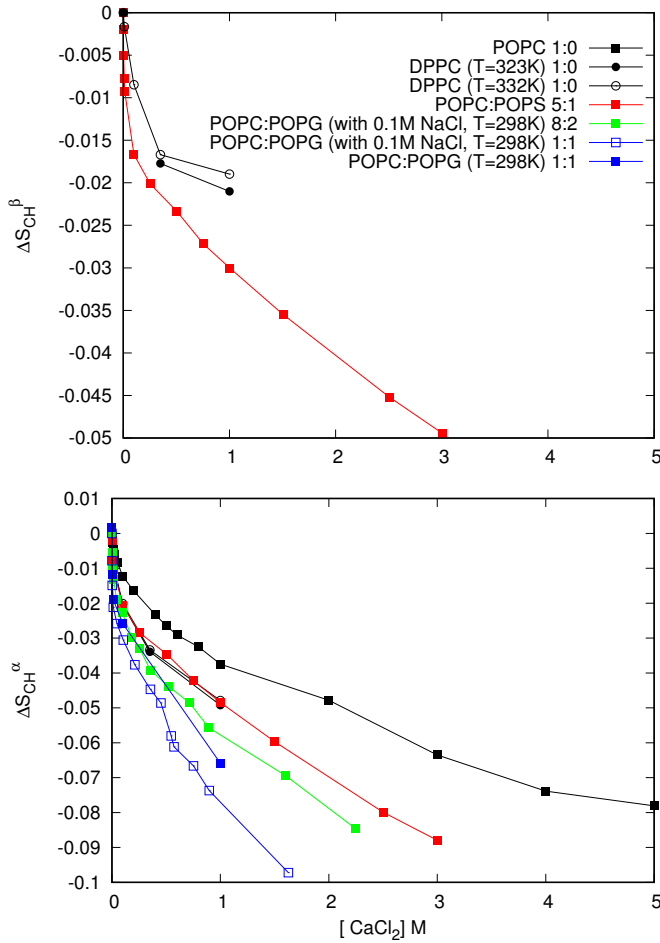 0
-0.005
-0.01
-0.015
-0.02
-0.025
-0.03
-0.035
-0.04
-0.045
-0.05
ΔS_CH^β
0 1 2 3 4 5
POPC 1:0
DPPC (T=323K) 1:0
DPPC (T=332K) 1:0
POPC:POPS 5:1
POPC:POPG (with 0.1M NaCl, T=298K) 8:2
POPC:POPG (with 0.1M NaCl, T=298K) 1:1
POPC:POPG (T=298K) 1:1
0.01
0
-0.01
-0.02
-0.03
-0.04
-0.05
-0.06
-0.07
-0.08
-0.09
-0.1
ΔS_CH^α
0 1 2 3 4 5
[ CaCl₂] M